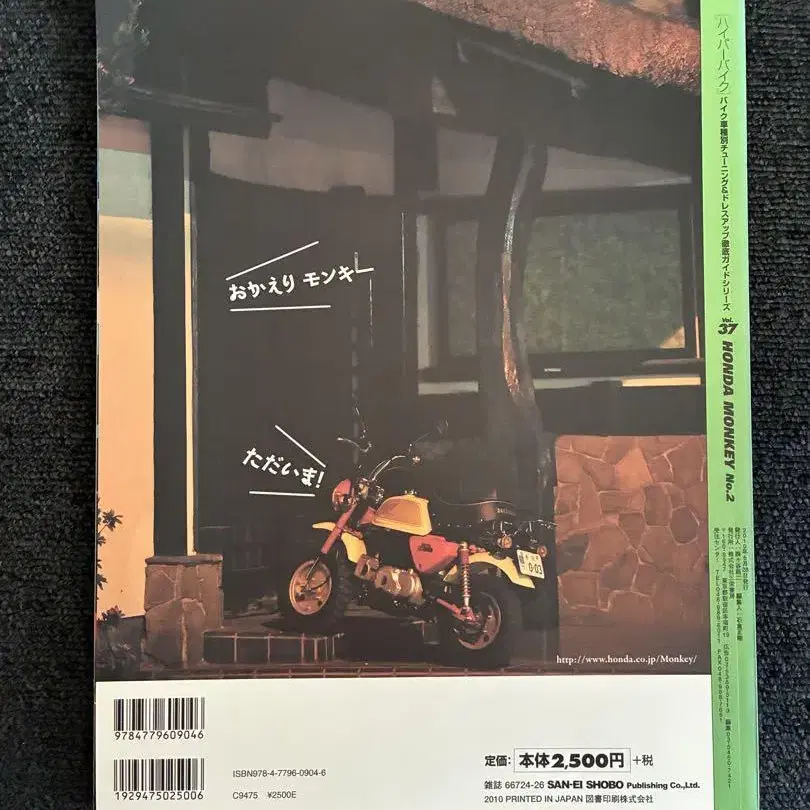 おかえり モンキー
ただいま!
http://www.honda.co.jp/Monkey/
[ハイパーバイク] バイク車種別チューニング&ドレスアップ徹底ガイドシリーズ Vol.37 HONDA MONKEY No.2
9784779609046
1929475025006
ISBN978-4-7796-0904-6
C9475 ¥2500E
定価: 本体2,500円 +税
雑誌 66724-26 SAN-EI SHOBO Publishing Co.,Ltd.
2010 PRINTED IN JAPAN 図書印刷株式会社